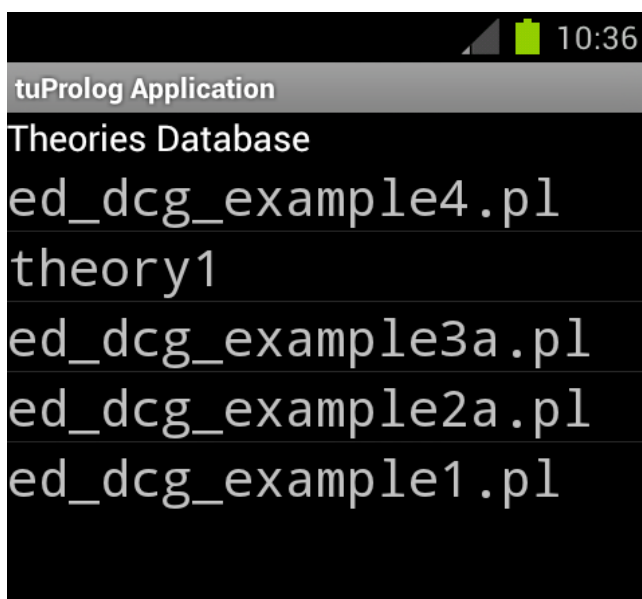 10:36
tuProlog Application
Theories Database
ed_dcg_example4.pl
theory1
ed_dcg_example3a.pl
ed_dcg_example2a.pl
ed_dcg_example1.pl